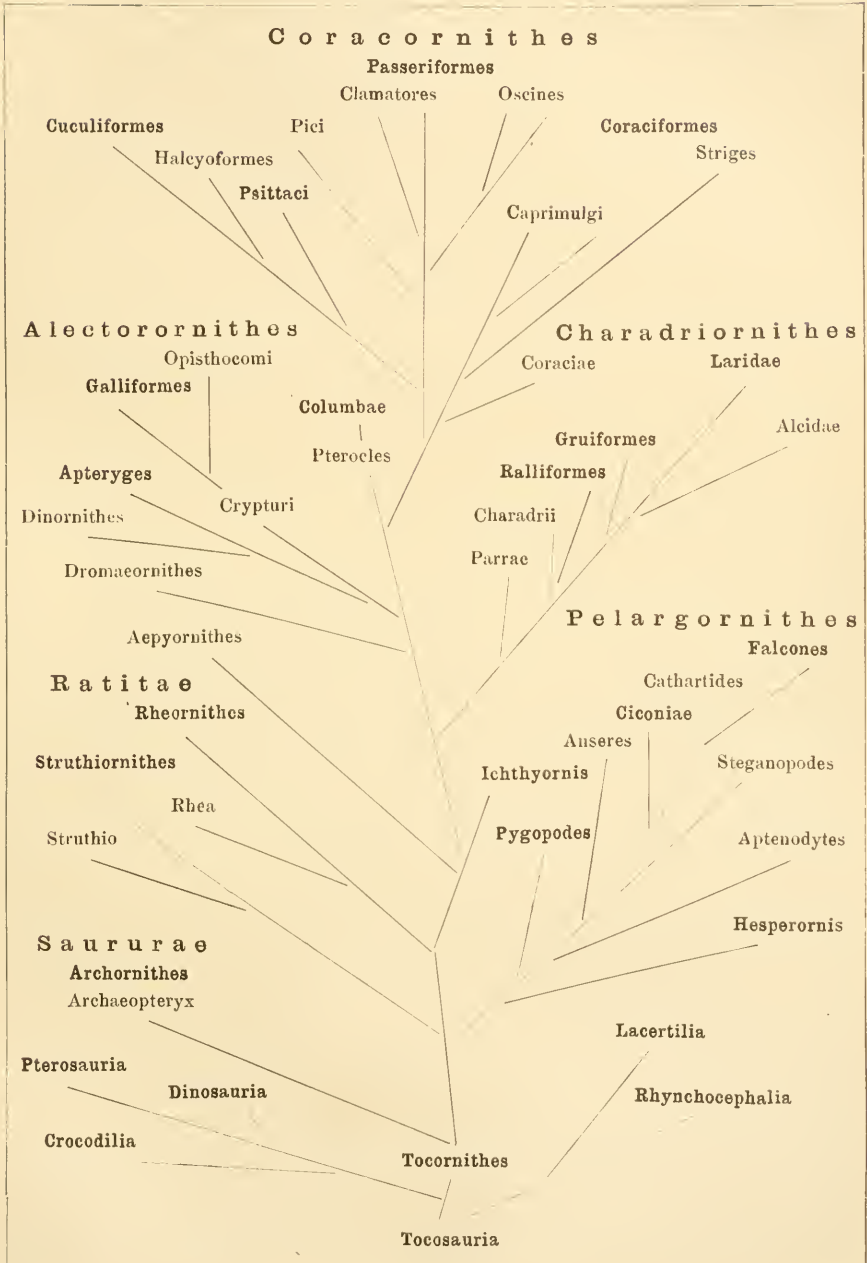 Coracornithes
Passeriformes
Clamatores Oscines
Cuculiformes Pici Coraciformes
Halcyoformes Striges
Psittaci
Caprimulgi
Alectorornithes Charadriornithes
Opisthocomi Coraciae Laridae
Galliformes
Columbae
Alcidae
Gruiformes
Pterocles
Apteryges Ralliformes
Crypturi
Dinornithes Charadrii
Parrae
Dromaeornithes
Pelargornithes
Aepyornithes
Falcones
Ratitae Cathartides
Rheornithes Ciconiae
Anseres
Struthiornithes Steganopodes
Ichthyornis
Rhea
Struthio Pygopodes Aptenodytes
Hesperornis
Saururae
Archornithes
Archaeopteryx
Lacertilia
Pterosauria
Dinosauria Rhynchocephalia
Crocodilia
Tocornithes
Tocosauria